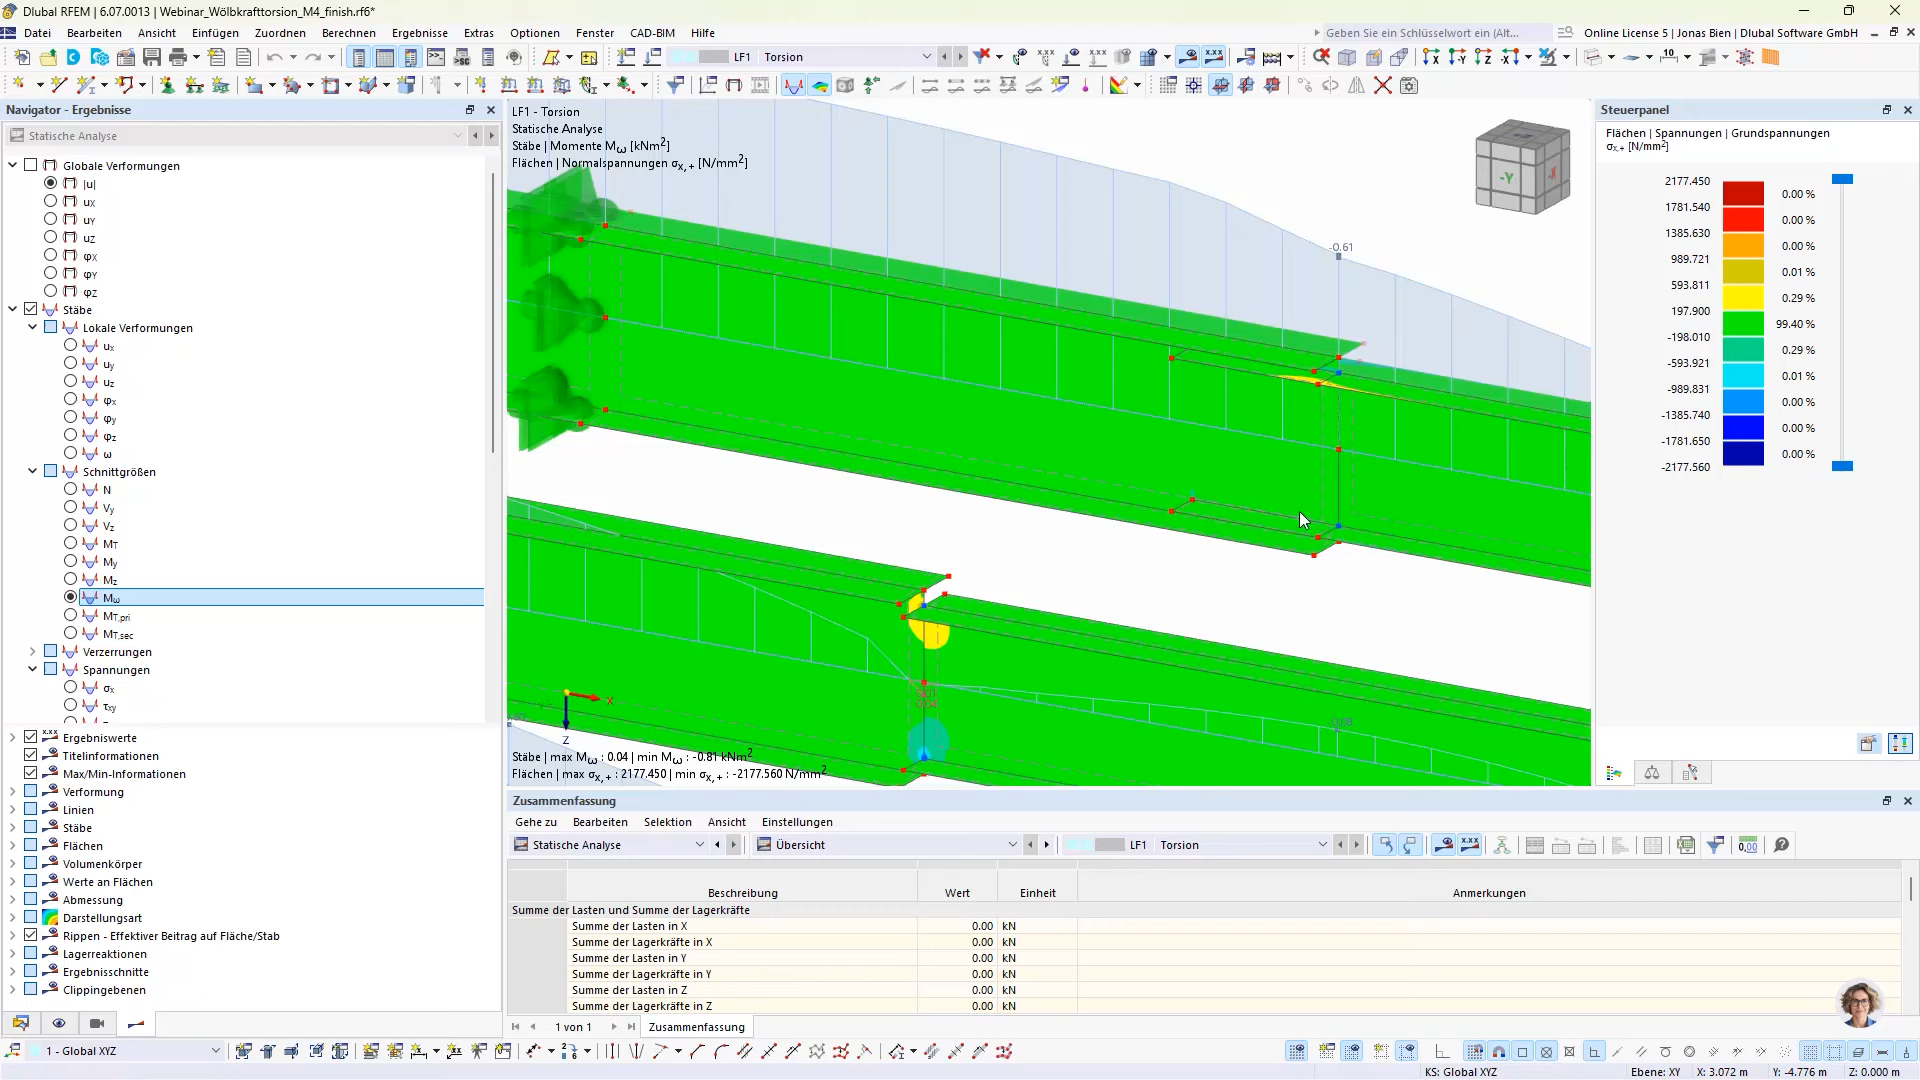 Dlubal RFEM | 6.07.0013 | Webinar_Wölbkrafttorsion_M4_finish.rf6*
Datei Bearbeiten Ansicht Einfügen Zuordnen Berechnen Ergebnisse Extras Optionen Fenster CAD-BIM Hilfe
Geben Sie ein Schlüsselwort ein (Alt...
Online License 5 | Jonas Bien | Dlubal Software GmbH
LF1 Torsion
Navigator - Ergebnisse
Statische Analyse
Globale Verformungen
|u|
uX
uY
uZ
φX
φY
φZ
Stäbe
Lokale Verformungen
ux
uy
uz
φx
φy
φz
ω
Schnittgrößen
N
Vy
Vz
MT
My
Mz
Mω
MT,pri
MT,sec
Verzerrungen
Spannungen
σx
τxy
Ergebniswerte
Titelinformationen
Max/Min-Informationen
Verformung
Linien
Stäbe
Flächen
Volumenkörper
Werte an Flächen
Abmessung
Darstellungsart
Rippen - Effektiver Beitrag auf Fläche/Stab
Lagerreaktionen
Ergebnisschnitte
Clippingebenen
LF1 - Torsion
Statische Analyse
Stäbe | Momente Mω [kNm²]
Flächen | Normalspannungen σx,+ [N/mm²]
-0.61
-Y
-X
X
Z
Stäbe | max Mω : 0.04 | min Mω : -0.81 kNm²
Flächen | max σx,+ : 2177.450 | min σx,+ : -2177.560 N/mm²
Steuerpanel
Flächen | Spannungen | Grundspannungen
σx,+ [N/mm²]
2177.450
0.00 %
1781.540
0.00 %
1385.630
0.00 %
989.721
0.01 %
593.811
0.29 %
197.900
99.40 %
-198.010
0.29 %
-593.921
0.01 %
-989.831
0.00 %
-1385.740
0.00 %
-1781.650
0.00 %
-2177.560
Zusammenfassung
Gehe zu Bearbeiten Selektion Ansicht Einstellungen
Statische Analyse Übersicht LF1 Torsion
Beschreibung Wert Einheit Anmerkungen
Summe der Lasten und Summe der Lagerkräfte
Summe der Lasten in X 0.00 kN
Summe der Lagerkräfte in X 0.00 kN
Summe der Lasten in Y 0.00 kN
Summe der Lagerkräfte in Y 0.00 kN
Summe der Lasten in Z 0.00 kN
Summe der Lagerkräfte in Z 0.00 kN
1 von 1 Zusammenfassung
1 - Global XYZ
KS: Global XYZ Ebene: XY X: 3.072 m Y: -4.776 m Z: 0.000 m